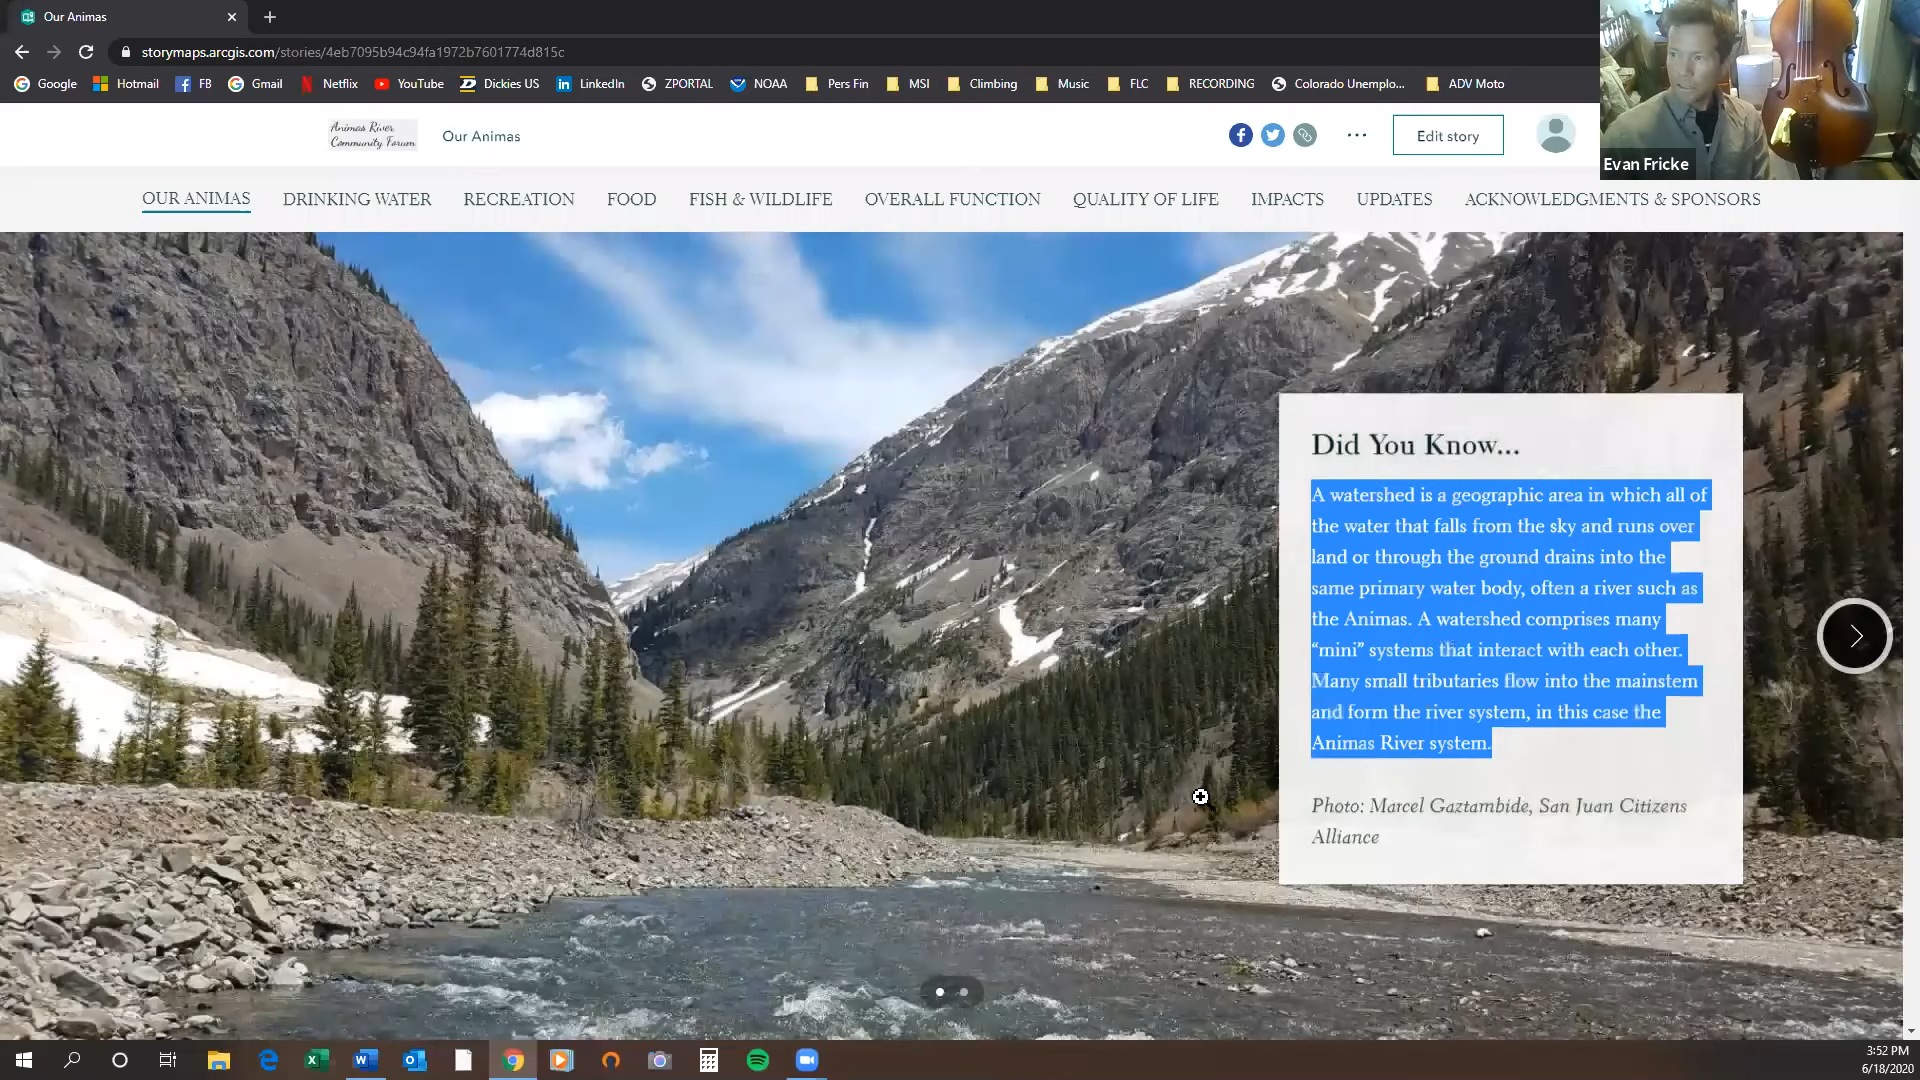 Our Animas
storymaps.arcgis.com/stories/4eb7095b94c94fa1972b7601774d815c
Google Hotmail FB Gmail Netflix YouTube Dickies US LinkedIn ZPORTAL NOAA Pers Fin MSI Climbing Music FLC RECORDING Colorado Unemplo... ADV Moto
Animas River
Community Forum
Our Animas
Edit story
Evan Fricke
OUR ANIMAS DRINKING WATER RECREATION FOOD FISH & WILDLIFE OVERALL FUNCTION QUALITY OF LIFE IMPACTS UPDATES ACKNOWLEDGMENTS & SPONSORS
Did You Know...
A watershed is a geographic area in which all of
the water that falls from the sky and runs over
land or through the ground drains into the
same primary water body, often a river such as
the Animas. A watershed comprises many
“mini” systems that interact with each other.
Many small tributaries flow into the mainstem
and form the river system, in this case the
Animas River system.
Photo: Marcel Gaztambide, San Juan Citizens
Alliance
3:52 PM
6/18/2020